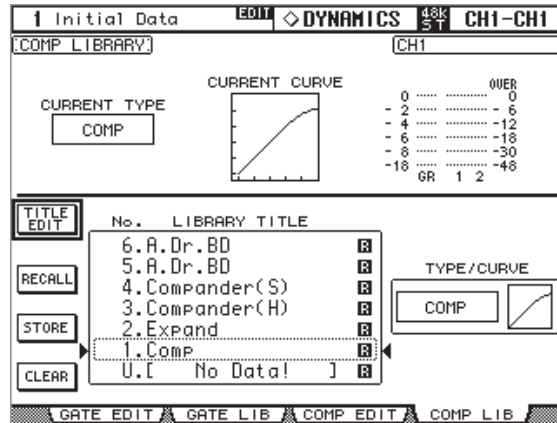 1 Initial Data EDIT ◇DYNAMICS 48k ST CH1-CH1
COMP LIBRARY CH1
CURRENT TYPE
COMP
CURRENT CURVE
OVER
0 0
- 2 - 6
- 4 -12
- 6 -18
- 8 -30
-18 -48
GR 1 2
TITLE EDIT
RECALL
STORE
CLEAR
No. LIBRARY TITLE
6.A.Dr.BD R
5.A.Dr.BD R
4.Compander(S) R
3.Compander(H) R
2.Expand R
1.Comp R
U.[ No Data! ] R
TYPE/CURVE
COMP
GATE EDIT GATE LIB COMP EDIT COMP LIB